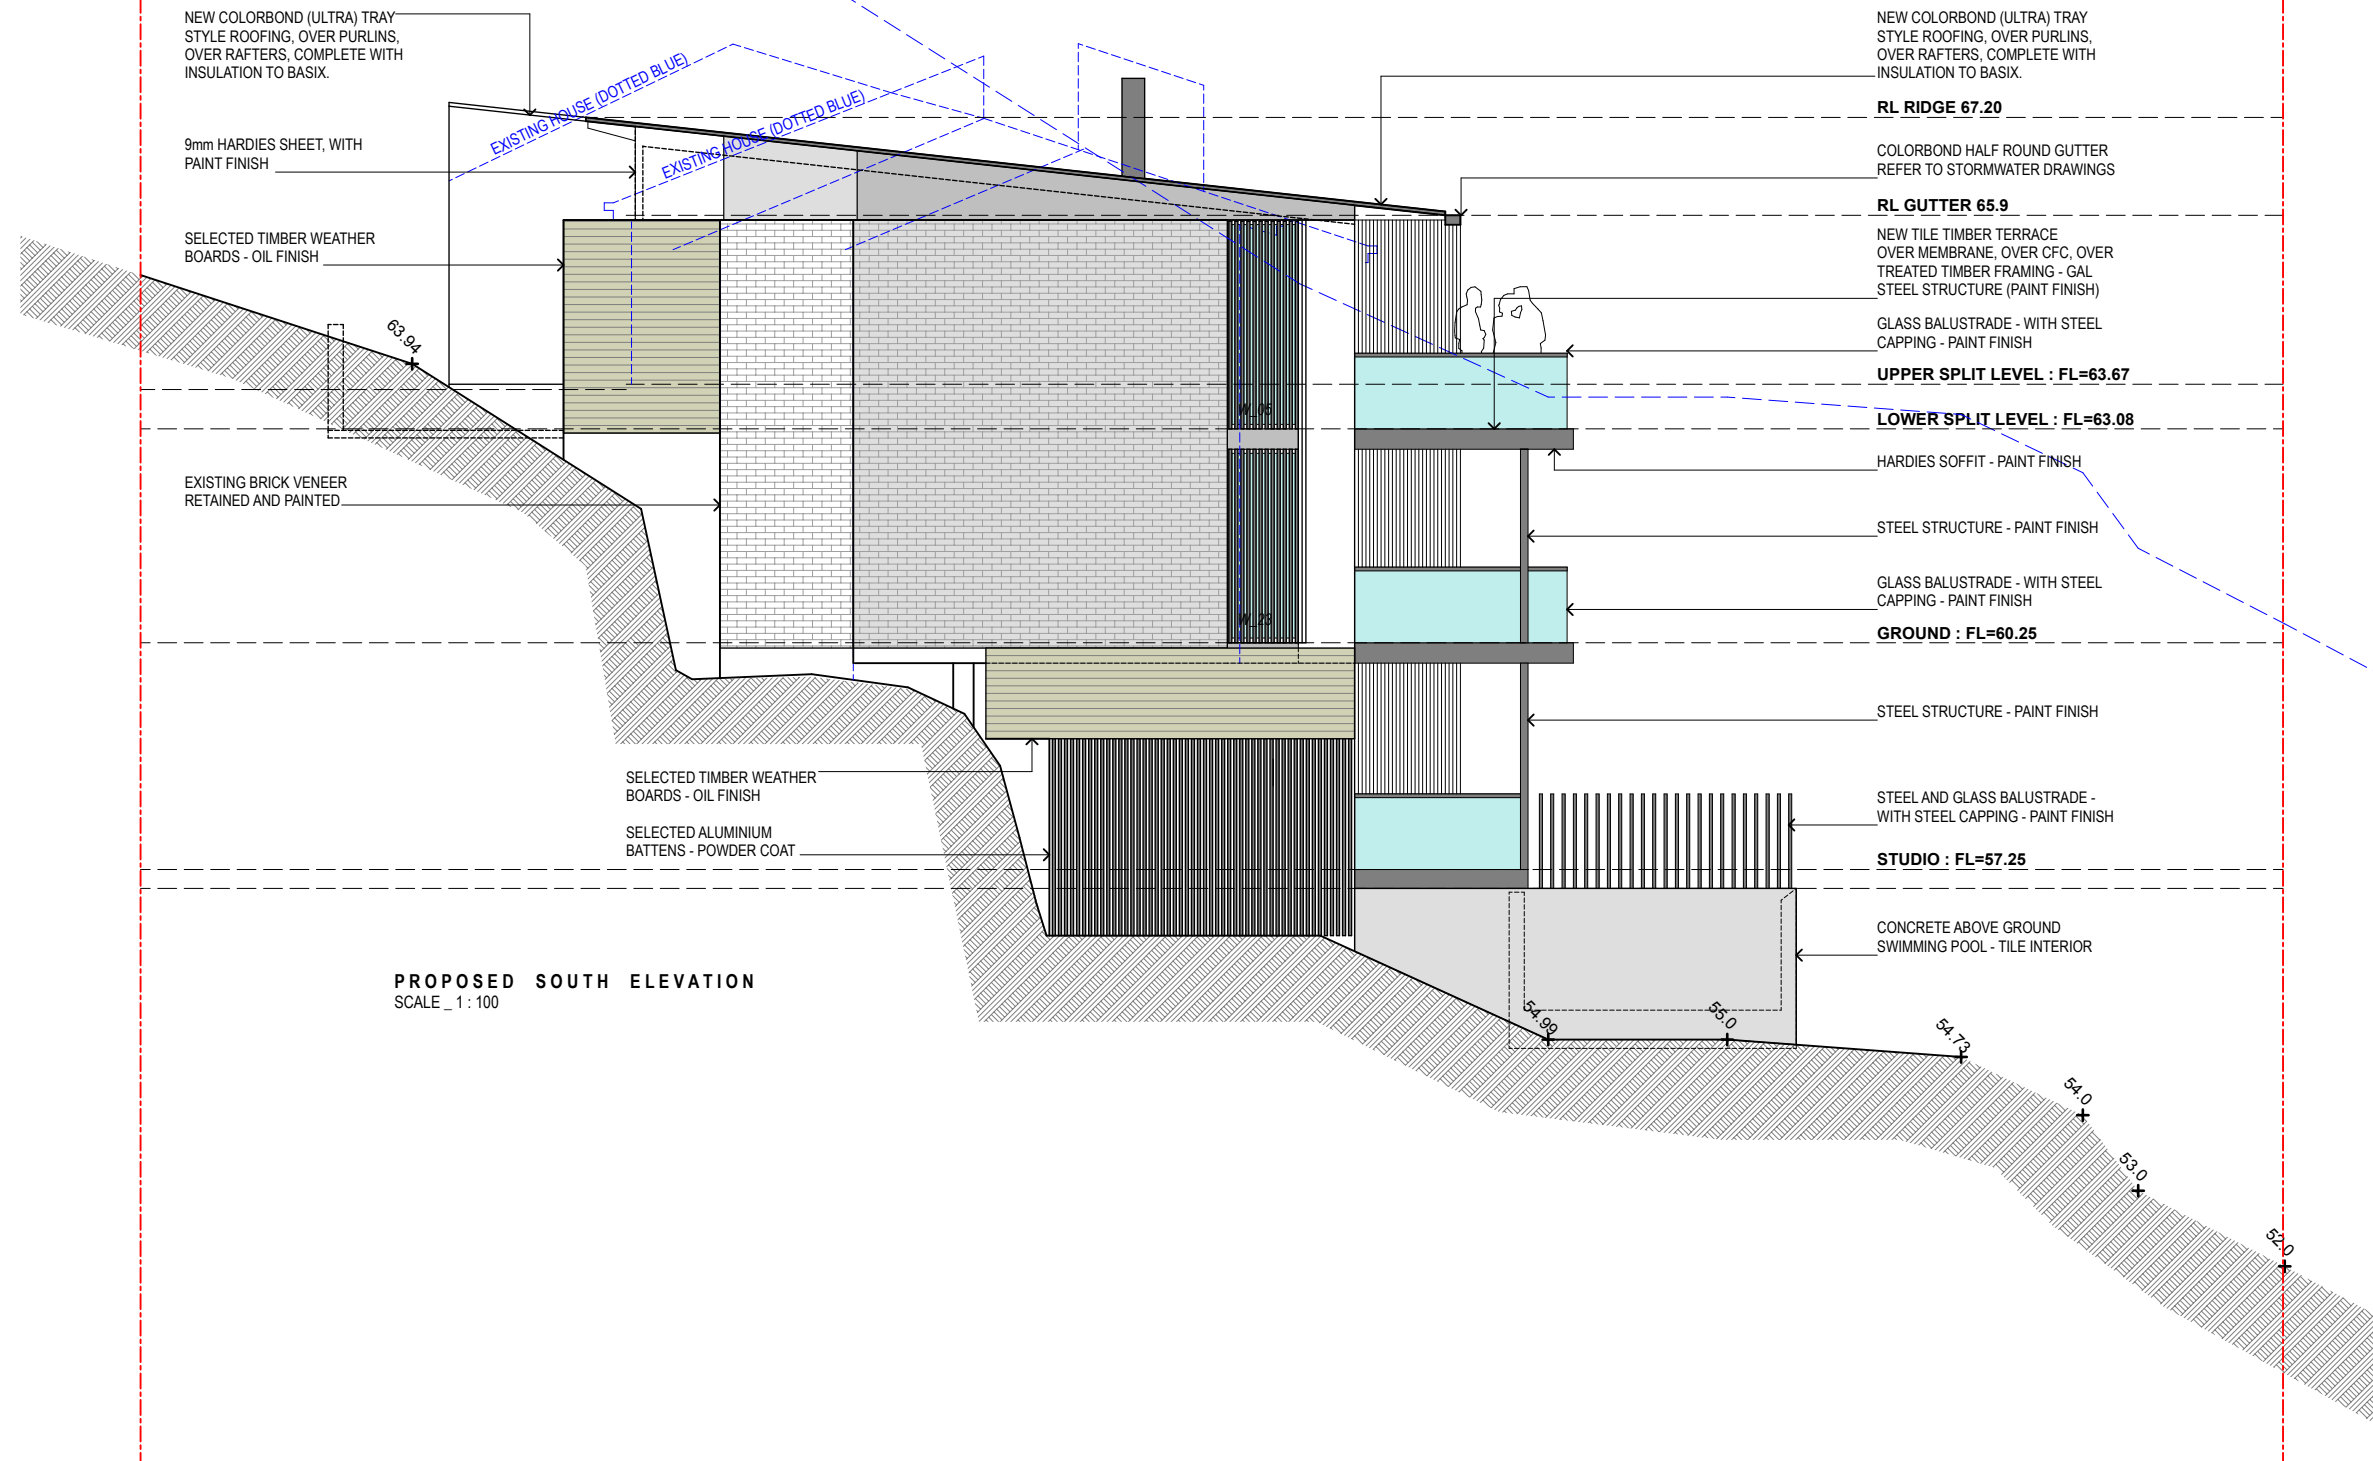 NEW COLORBOND (ULTRA) TRAY
STYLE ROOFING, OVER PURLINS,
OVER RAFTERS, COMPLETE WITH
INSULATION TO BASIX.
9mm HARDIES SHEET, WITH
PAINT FINISH
SELECTED TIMBER WEATHER
BOARDS - OIL FINISH
63.94
EXISTING BRICK VENEER
RETAINED AND PAINTED
EXISTING HOUSE (DOTTED BLUE)
EXISTING HOUSE (DOTTED BLUE)
W_05
W_23
SELECTED TIMBER WEATHER
BOARDS - OIL FINISH
SELECTED ALUMINIUM
BATTENS - POWDER COAT
PROPOSED SOUTH ELEVATION
SCALE _ 1 : 100
NEW COLORBOND (ULTRA) TRAY
STYLE ROOFING, OVER PURLINS,
OVER RAFTERS, COMPLETE WITH
INSULATION TO BASIX.
RL RIDGE 67.20
COLORBOND HALF ROUND GUTTER
REFER TO STORMWATER DRAWINGS
RL GUTTER 65.9
NEW TILE TIMBER TERRACE
OVER MEMBRANE, OVER CFC, OVER
TREATED TIMBER FRAMING - GAL
STEEL STRUCTURE (PAINT FINISH)
GLASS BALUSTRADE - WITH STEEL
CAPPING - PAINT FINISH
UPPER SPLIT LEVEL : FL=63.67
LOWER SPLIT LEVEL : FL=63.08
HARDIES SOFFIT - PAINT FINISH
STEEL STRUCTURE - PAINT FINISH
GLASS BALUSTRADE - WITH STEEL
CAPPING - PAINT FINISH
GROUND : FL=60.25
STEEL STRUCTURE - PAINT FINISH
STEEL AND GLASS BALUSTRADE -
WITH STEEL CAPPING - PAINT FINISH
STUDIO : FL=57.25
CONCRETE ABOVE GROUND
SWIMMING POOL - TILE INTERIOR
54.99
55.0
54.73
54.0
53.0
52.0